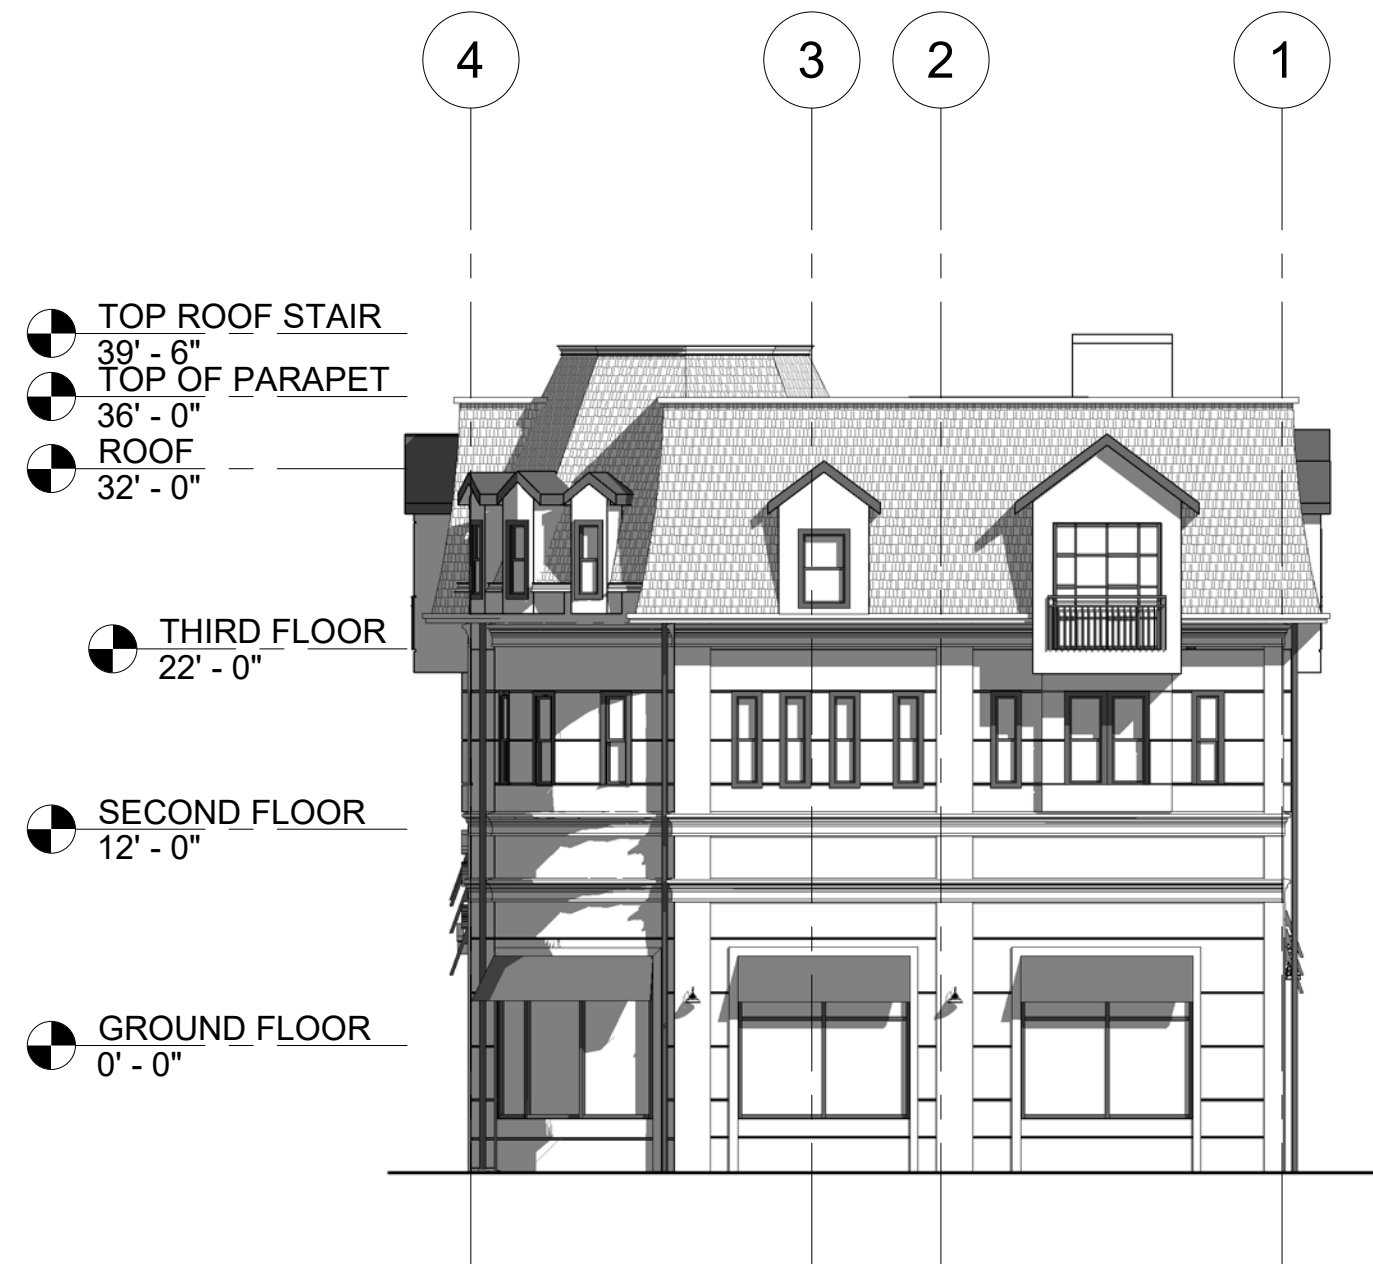 4 3 2 1
TOP ROOF STAIR
39' - 6"
TOP OF PARAPET
36' - 0"
ROOF
32' - 0"
THIRD FLOOR
22' - 0"
SECOND FLOOR
12' - 0"
GROUND FLOOR
0' - 0"